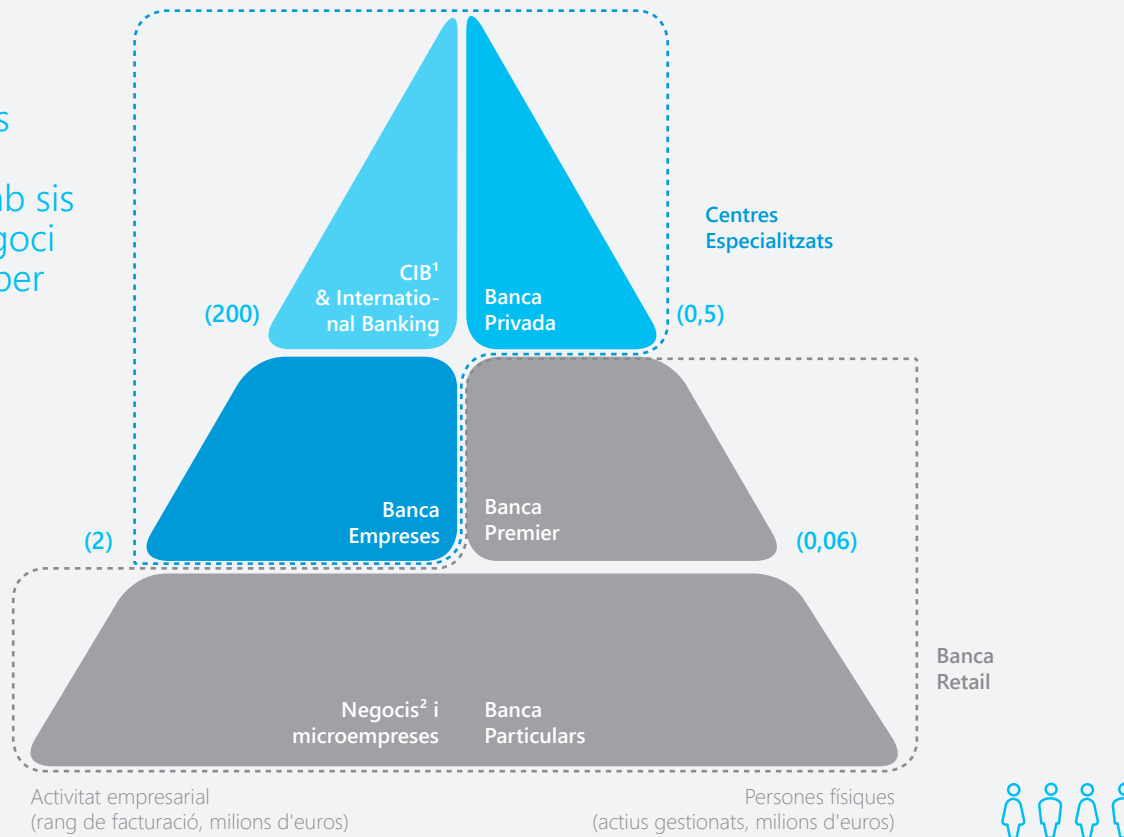 sis
goci
per
Centres
Especialitzats
CIB¹
& Internatio-
nal Banking
Banca
Privada
(200)
(0,5)
Banca
Empreses
Banca
Premier
(2)
(0,06)
Banca
Retail
Negocis² i
microempreses
Banca
Particulars
Activitat empresarial
(rang de facturació, milions d'euros)
Persones físiques
(actius gestionats, milions d'euros)